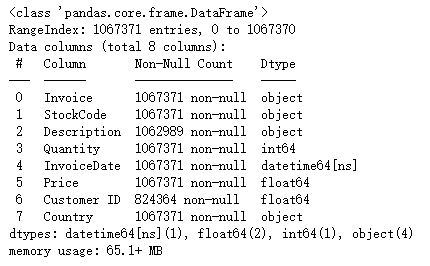 <class 'pandas.core.frame.DataFrame'>
RangeIndex: 1067371 entries, 0 to 1067370
Data columns (total 8 columns):
 #   Column       Non-Null Count    Dtype
---  ------       --------------    -----
 0   Invoice      1067371 non-null  object
 1   StockCode    1067371 non-null  object
 2   Description  1062989 non-null  object
 3   Quantity     1067371 non-null  int64
 4   InvoiceDate  1067371 non-null  datetime64[ns]
 5   Price        1067371 non-null  float64
 6   Customer ID  824364 non-null   float64
 7   Country      1067371 non-null  object
dtypes: datetime64[ns](1), float64(2), int64(1), object(4)
memory usage: 65.1+ MB